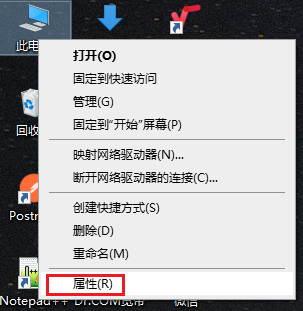 此电
打开(O)
固定到快速访问
管理(G)
固定到"开始"屏幕(P)
回收
映射网络驱动器(N)...
断开网络驱动器的连接(C)...
创建快捷方式(S)
删除(D)
Postm
重命名(M)
属性(R)
Notepad++ Dr.COM宽带 微信